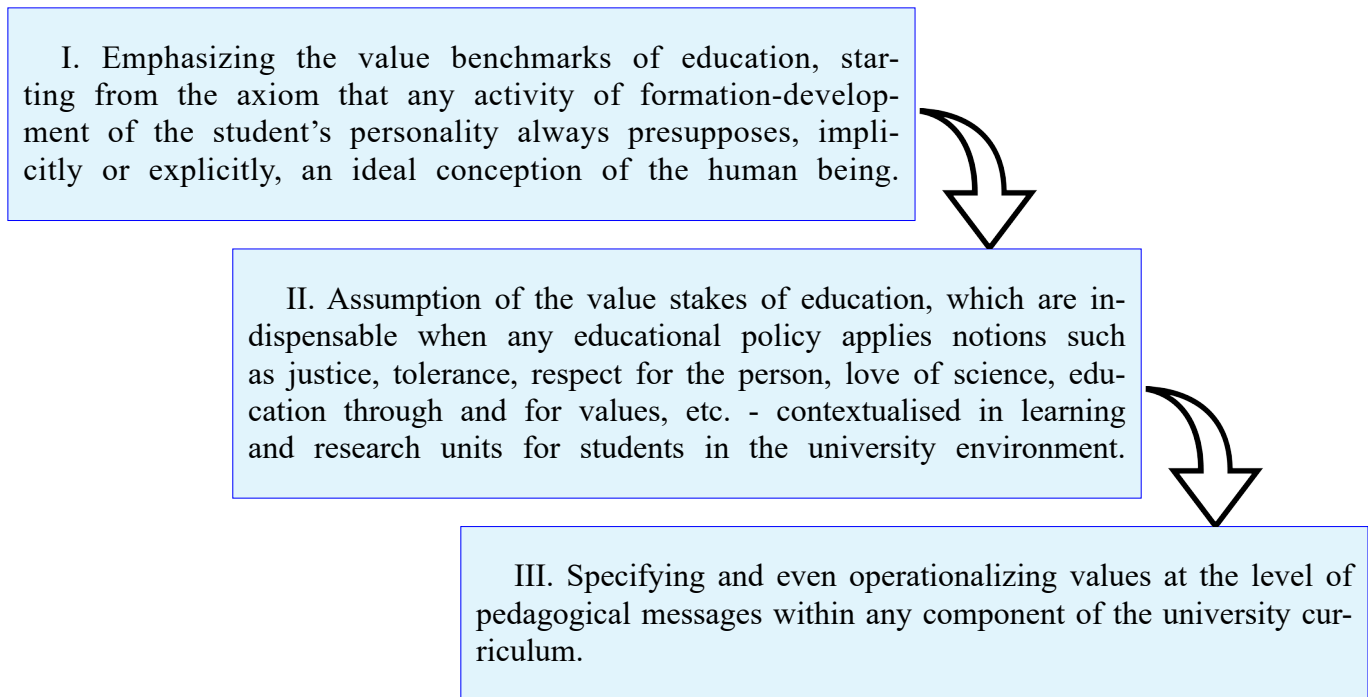 I. Emphasizing the value benchmarks of education, star-
ting from the axiom that any activity of formation-develop-
ment of the student’s personality always presupposes, impli-
citly or explicitly, an ideal conception of the human being.
II. Assumption of the value stakes of education, which are in-
dispensable when any educational policy applies notions such
as justice, tolerance, respect for the person, love of science, edu-
cation through and for values, etc. - contextualised in learning
and research units for students in the university environment.
III. Specifying and even operationalizing values at the level of
pedagogical messages within any component of the university cur-
riculum.